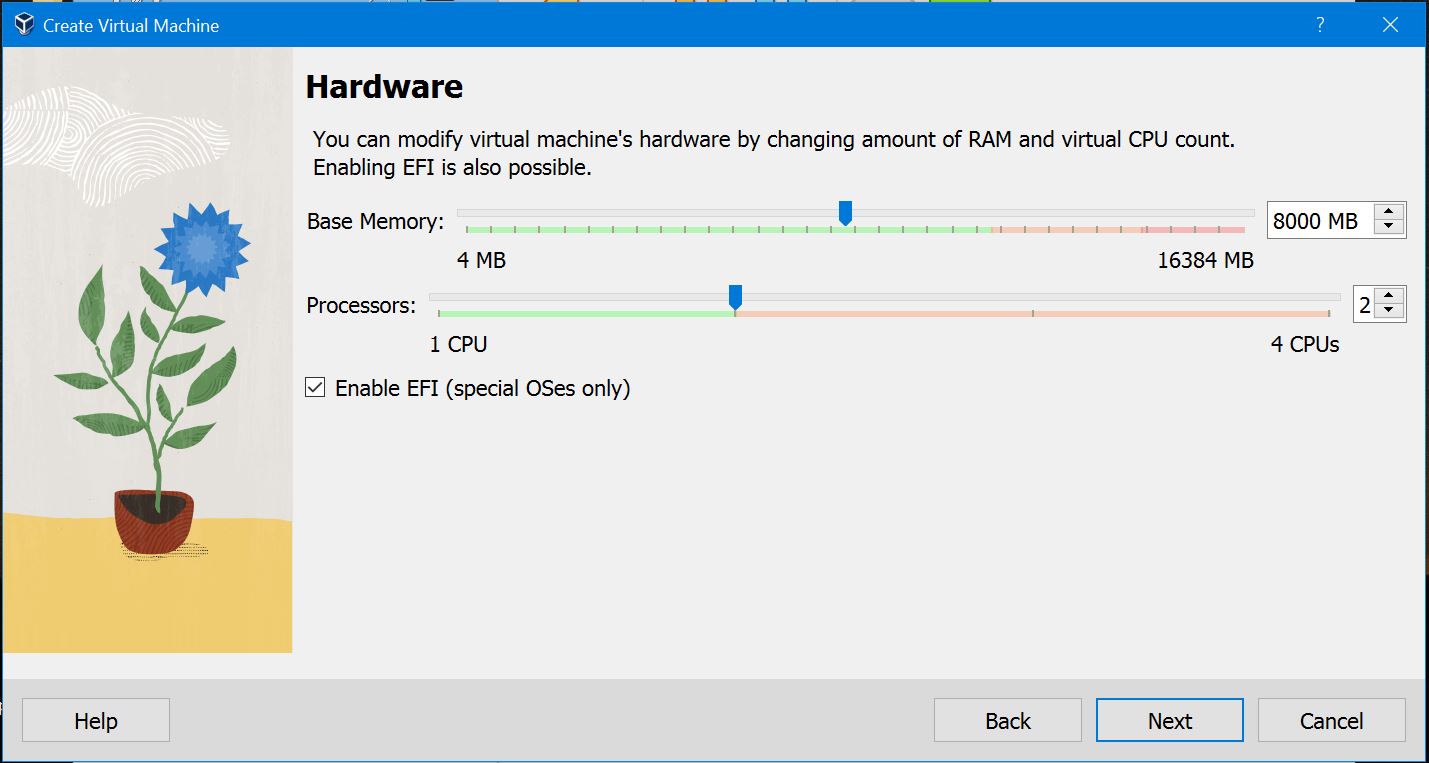 Create Virtual Machine
?
Hardware
You can modify virtual machine's hardware by changing amount of RAM and virtual CPU count.
Enabling EFI is also possible.
Base Memory:
8000 MB
4 MB 16384 MB
Processors:
2
1 CPU 4 CPUs
Enable EFI (special OSes only)
Help Back Next Cancel